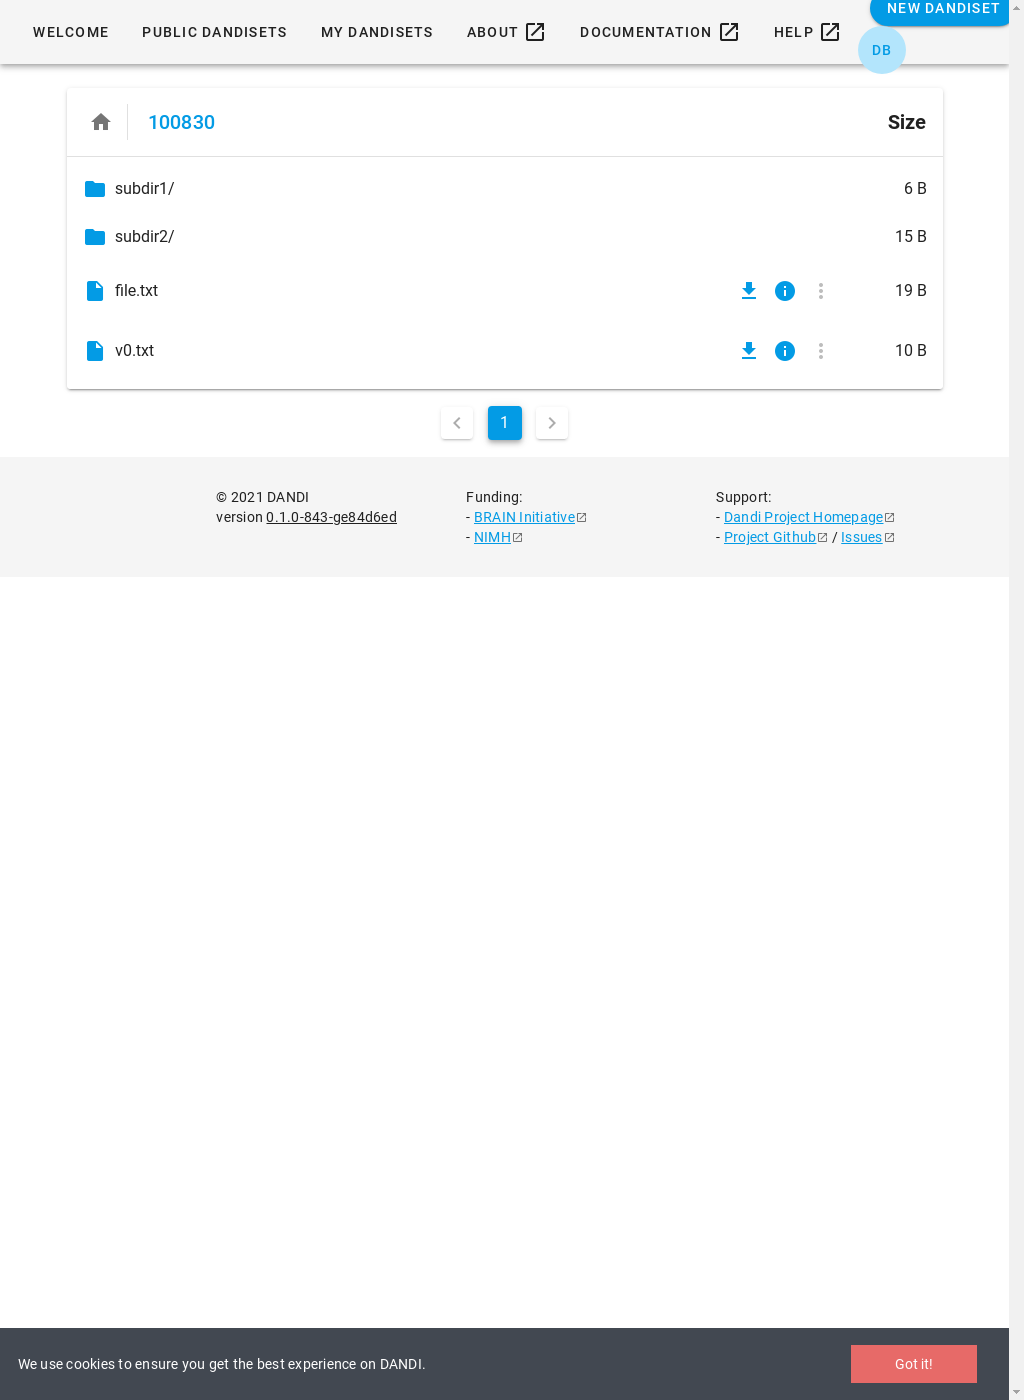 NEW DANDISET
WELCOME PUBLIC DANDISETS MY DANDISETS ABOUT DOCUMENTATION HELP
DB
100830 Size
subdir1/ 6 B
subdir2/ 15 B
file.txt 19 B
v0.txt 10 B
1
© 2021 DANDI
version 0.1.0-843-ge84d6ed
Funding:
- BRAIN Initiative
- NIMH
Support:
- Dandi Project Homepage
- Project Github / Issues
We use cookies to ensure you get the best experience on DANDI. Got it!